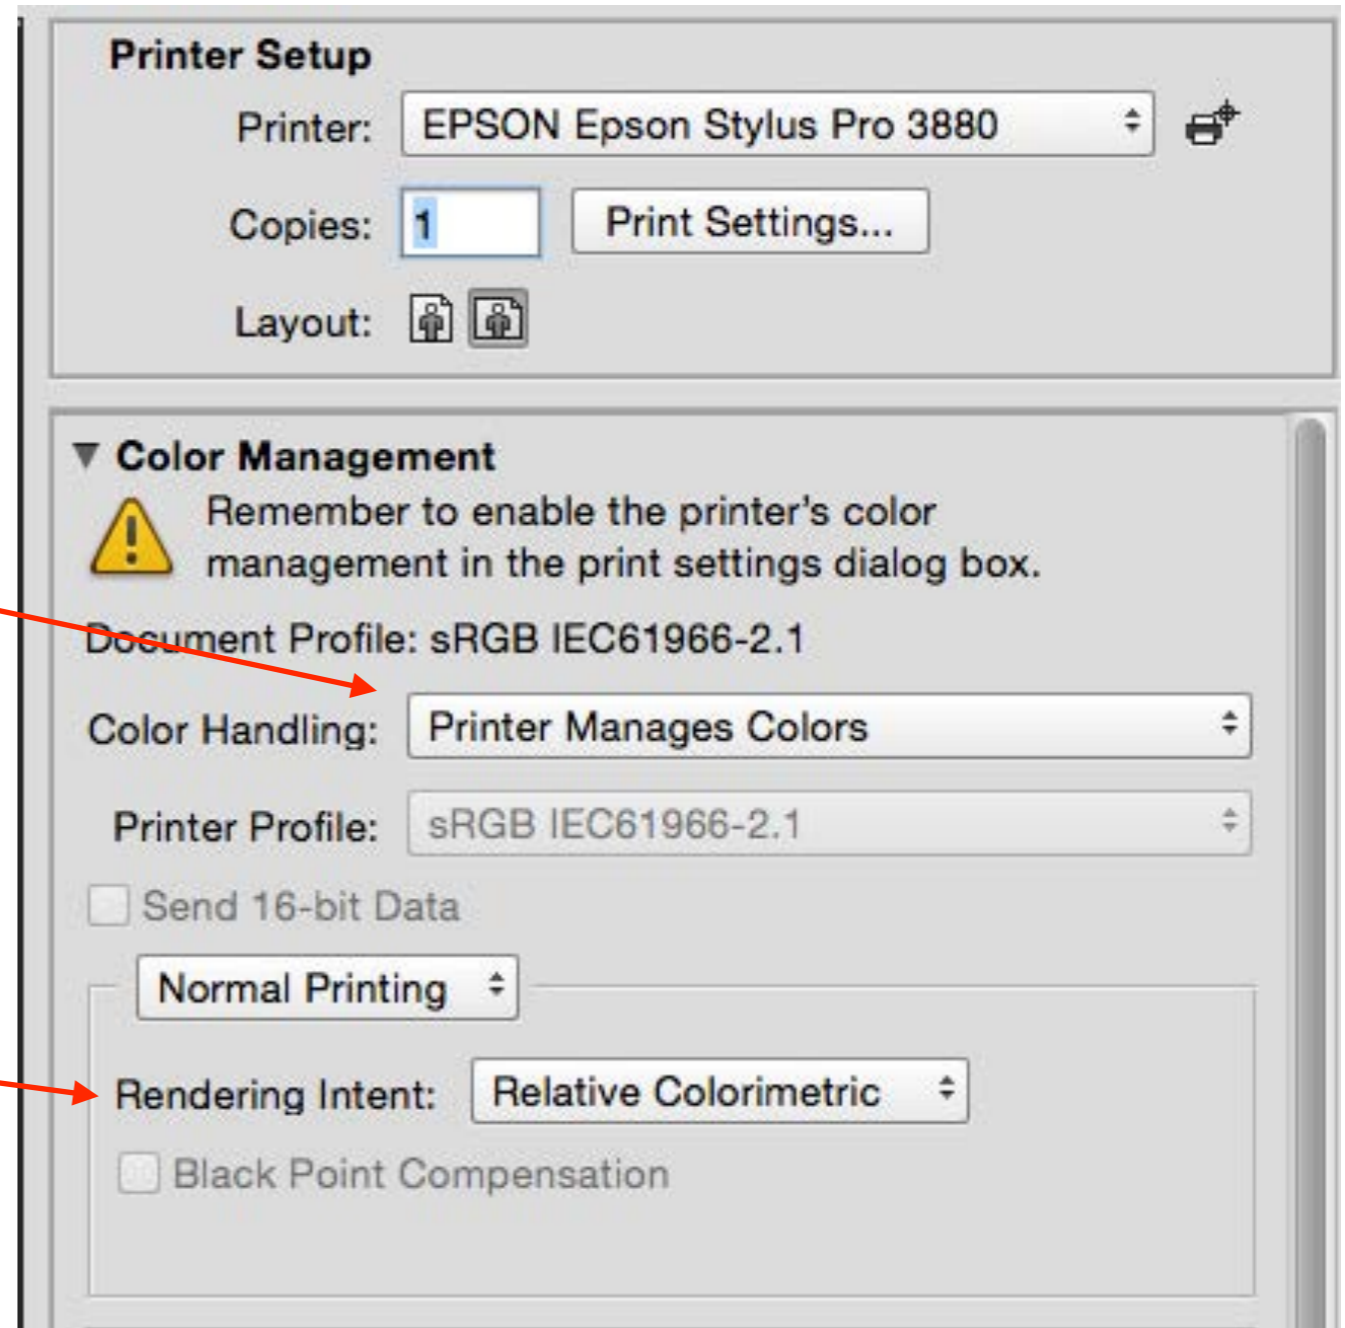 Printer Setup
Printer: EPSON Epson Stylus Pro 3880
Copies: 1 Print Settings...
Layout:
Color Management
Remember to enable the printer's color
management in the print settings dialog box.
Document Profile: sRGB IEC61966-2.1
Color Handling: Printer Manages Colors
Printer Profile: sRGB IEC61966-2.1
Send 16-bit Data
Normal Printing
Rendering Intent: Relative Colorimetric
Black Point Compensation